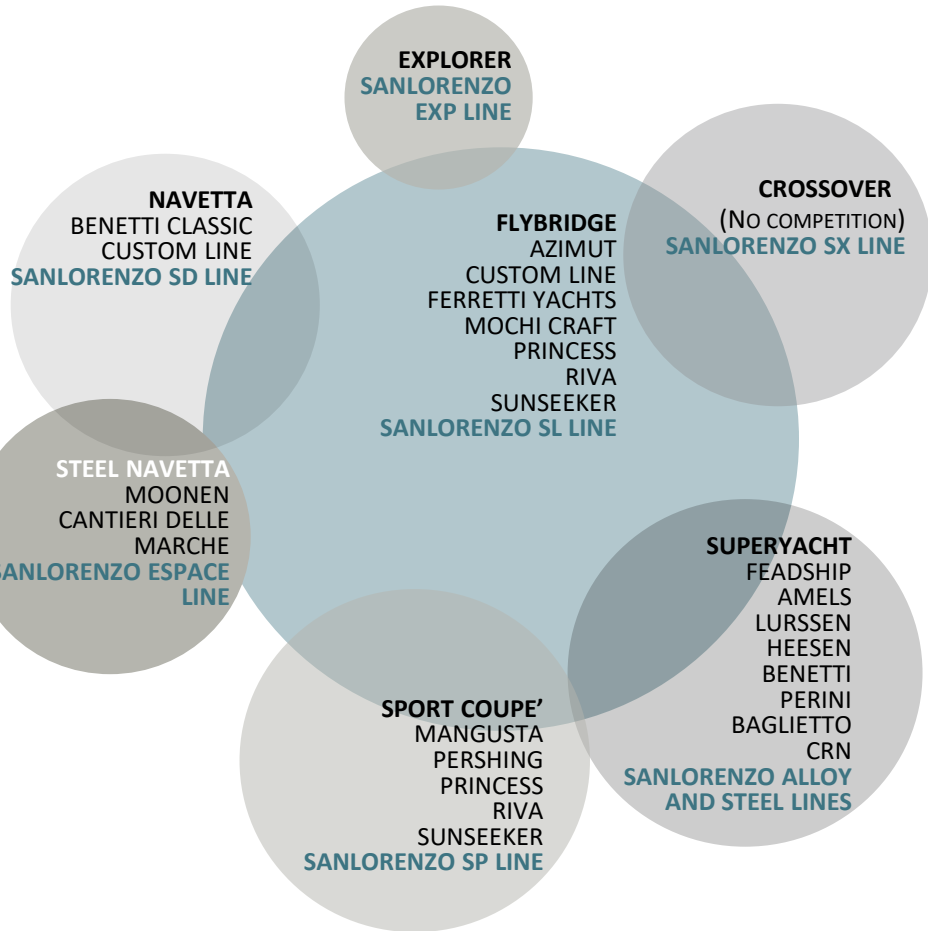 EXPLORER
SANLORENZO
EXP LINE
NAVETTA
BENETTI CLASSIC
CUSTOM LINE
SANLORENZO SD LINE
FLYBRIDGE
AZIMUT
CUSTOM LINE
FERRETTI YACHTS
MOCHI CRAFT
PRINCESS
RIVA
SUNSEEKER
SANLORENZO SL LINE
CROSSOVER
(NO COMPETITION)
SANLORENZO SX LINE
STEEL NAVETTA
MOONEN
CANTIERI DELLE
MARCHE
SANLORENZO ESPACE
LINE
SPORT COUPE'
MANGUSTA
PERSHING
PRINCESS
RIVA
SUNSEEKER
SANLORENZO SP LINE
SUPERYACHT
FEADSHIP
AMELS
LURSSEN
HEESEN
BENETTI
PERINI
BAGLIETTO
CRN
SANLORENZO ALLOY
AND STEEL LINES